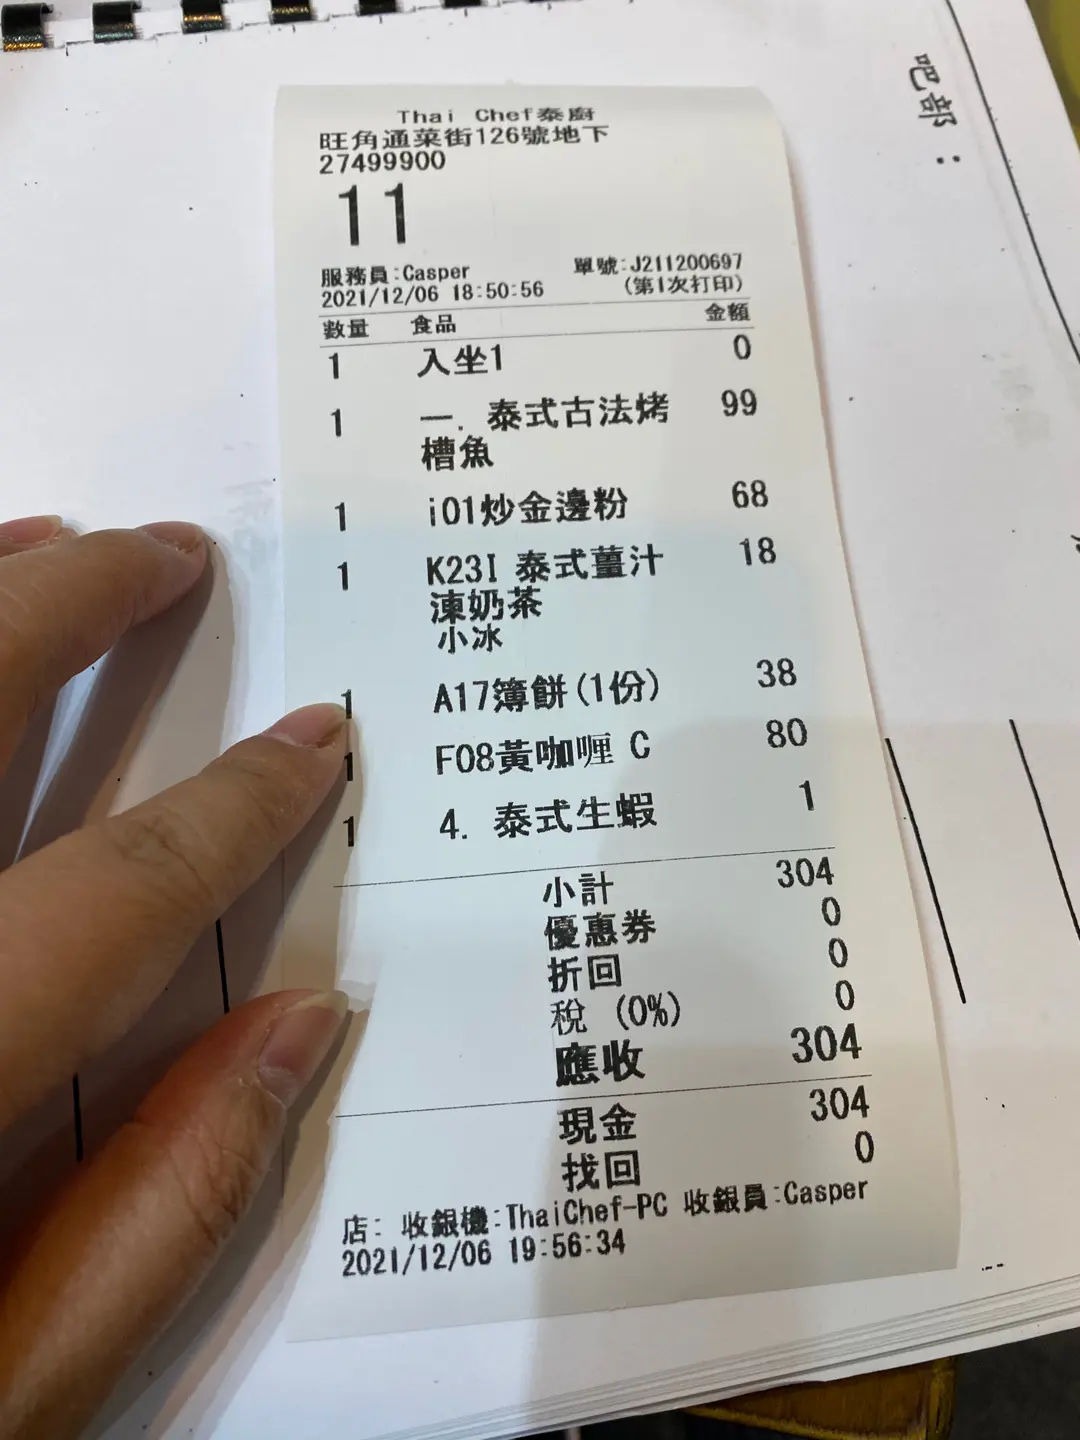 吧部：
Thai Chef泰廚
旺角通菜街126號地下
27499900
11
服務員:Casper 單號:J211200697
2021/12/06 18:50:56 (第1次打印)
数量 食品 金額
1 入坐1 0
1 一. 泰式古法烤 99
槽魚
1 i01炒金邊粉 68
1 K23I 泰式薑汁 18
涷奶茶
小冰
1 A17簿餅(1份) 38
1 F08黃咖喱 C 80
1 4. 泰式生蝦 1
小計 304
優惠券 0
折回 0
稅 (0%) 0
應收 304
現金 304
找回 0
店: 收銀機:ThaiChef-PC 收銀員:Casper
2021/12/06 19:56:34